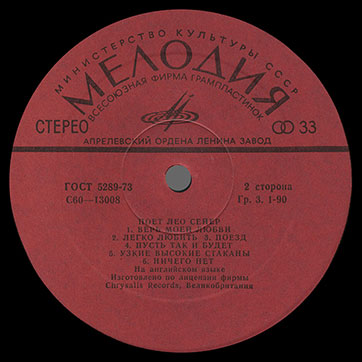 МИНИСТЕРСТВО КУЛЬТУРЫ СССР
МЕЛОДИЯ
ВСЕСОЮЗНАЯ ФИРМА ГРАМПЛАСТИНОК
СТЕРЕО
33
АПРЕЛЕВСКИЙ ОРДЕНА ЛЕНИНА ЗАВОД
ГОСТ 5289-73
2 сторона
С60—13008
Гр. 3. 1-90
ПОЕТ ЛЕО СЕЙЕР
1. ВЕРЬ МОЕЙ ЛЮБВИ
2. ЛЕГКО ЛЮБИТЬ 3. ПОЕЗД
4. ПУСТЬ ТАК И БУДЕТ
5. УЗКИЕ ВЫСОКИЕ СТАКАНЫ
6. НИЧЕГО НЕТ
На английском языке
Изготовлено по лицензии фирмы
Chrysalis Records, Великобритания